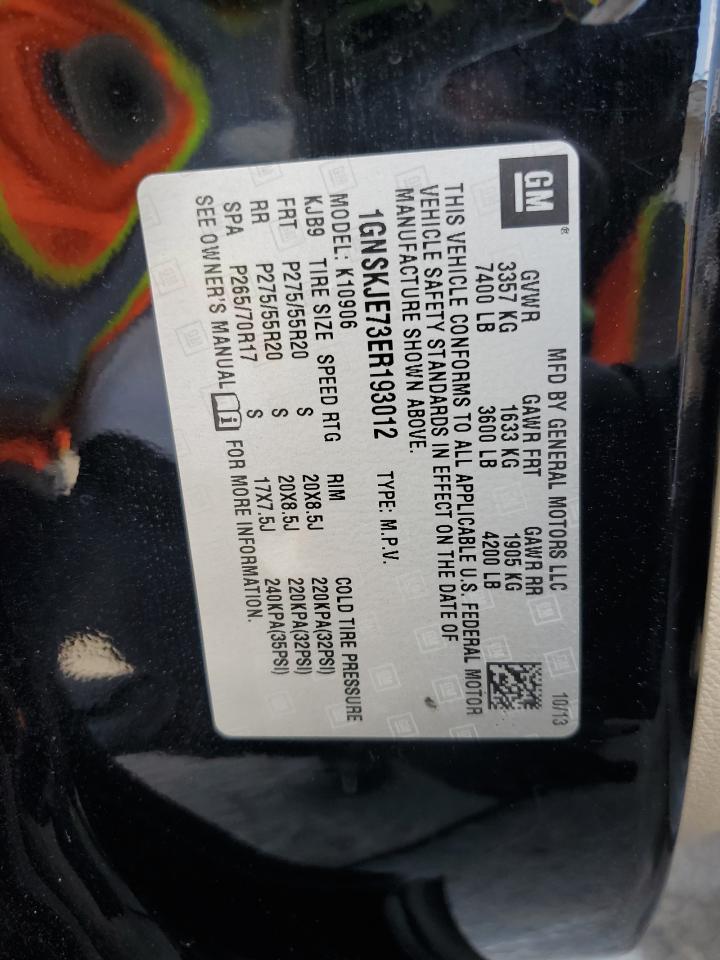 GM ®
MFD BY GENERAL MOTORS LLC 10/13
GVWR GAWR FRT GAWR RR
3357 KG 1633 KG 1905 KG
7400 LB 3600 LB 4200 LB
THIS VEHICLE CONFORMS TO ALL APPLICABLE U.S. FEDERAL MOTOR
VEHICLE SAFETY STANDARDS IN EFFECT ON THE DATE OF
MANUFACTURE SHOWN ABOVE.
1GNSKJE73ER193012 TYPE: M.P.V.
MODEL: K10906
KJB9 TIRE SIZE SPEED RTG RIM COLD TIRE PRESSURE
FRT P275/55R20 S 20X8.5J 220KPA(32PSI)
RR P275/55R20 S 20X8.5J 220KPA(32PSI)
SPA P265/70R17 S 17X7.5J 240KPA(35PSI)
SEE OWNER'S MANUAL FOR MORE INFORMATION.